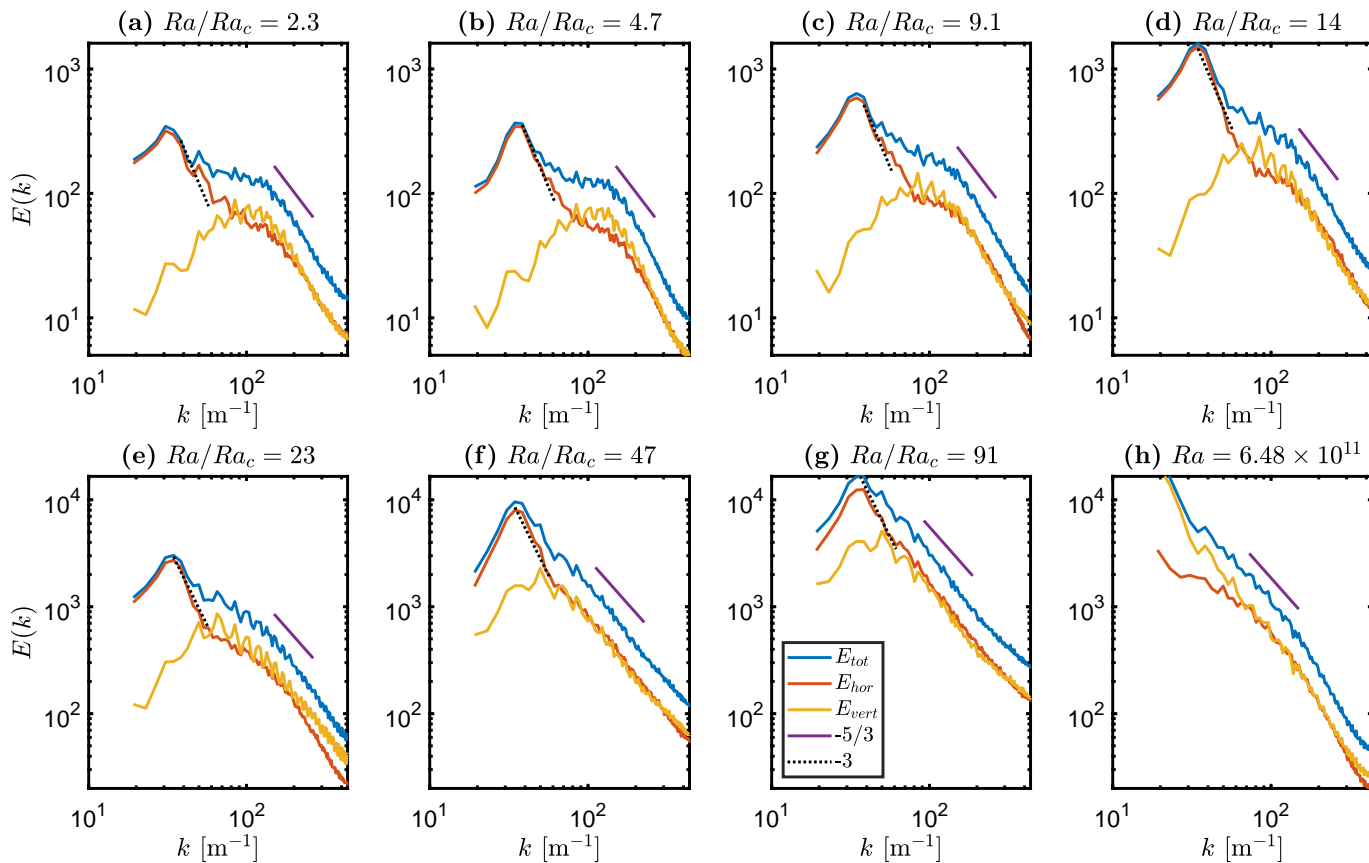 (a) Ra/Ra_c = 2.3
(b) Ra/Ra_c = 4.7
(c) Ra/Ra_c = 9.1
(d) Ra/Ra_c = 14
E(k)
10^3
10^2
10^1
10^3
10^2
10^1
10^3
10^2
10^1
10^3
10^2
10^1
10^1
10^2
10^1
10^2
10^1
10^2
10^1
10^2
k [m^-1]
k [m^-1]
k [m^-1]
k [m^-1]
(e) Ra/Ra_c = 23
(f) Ra/Ra_c = 47
(g) Ra/Ra_c = 91
(h) Ra = 6.48 × 10^11
E(k)
10^4
10^3
10^2
10^4
10^3
10^2
10^4
10^3
10^2
10^4
10^3
10^2
E_tot
E_hor
E_vert
-5/3
-3
10^1
10^2
10^1
10^2
10^1
10^2
10^1
10^2
k [m^-1]
k [m^-1]
k [m^-1]
k [m^-1]